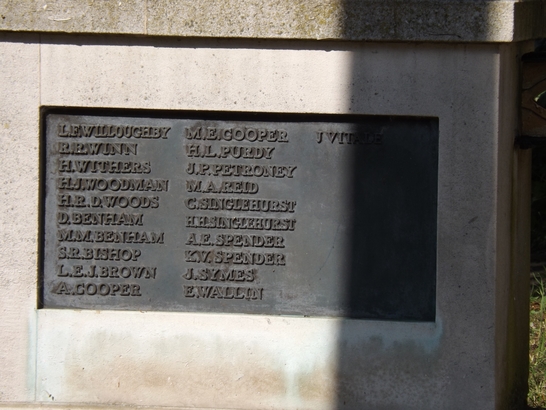 L.F.WILLOUGHBY
R.R.WINN
H.WITHERS
H.J.WOODMAN
H.R.D.WOODS
D.BENHAM
M.M.BENHAM
S.R.BISHOP
L.E.J.BROWN
A.COOPER
M.E.COOPER
H.L.PURDY
J.P.PETRONEY
M.A.REID
C.SINGLEHURST
H.H.SINGLEHURST
A.E.SPENDER
K.V.SPENDER
J.SYMES
E.WALLIN